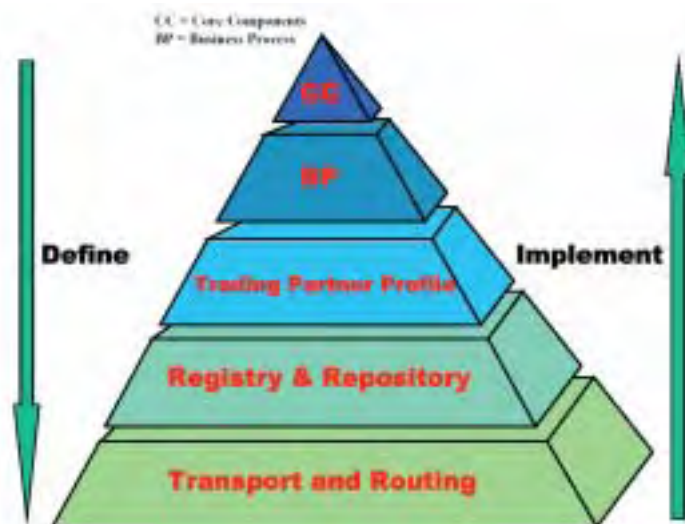 CC = Core Components
BP = Business Process
CC
BP
Define
Implement
Trading Partner Profile
Registry & Repository
Transport and Routing